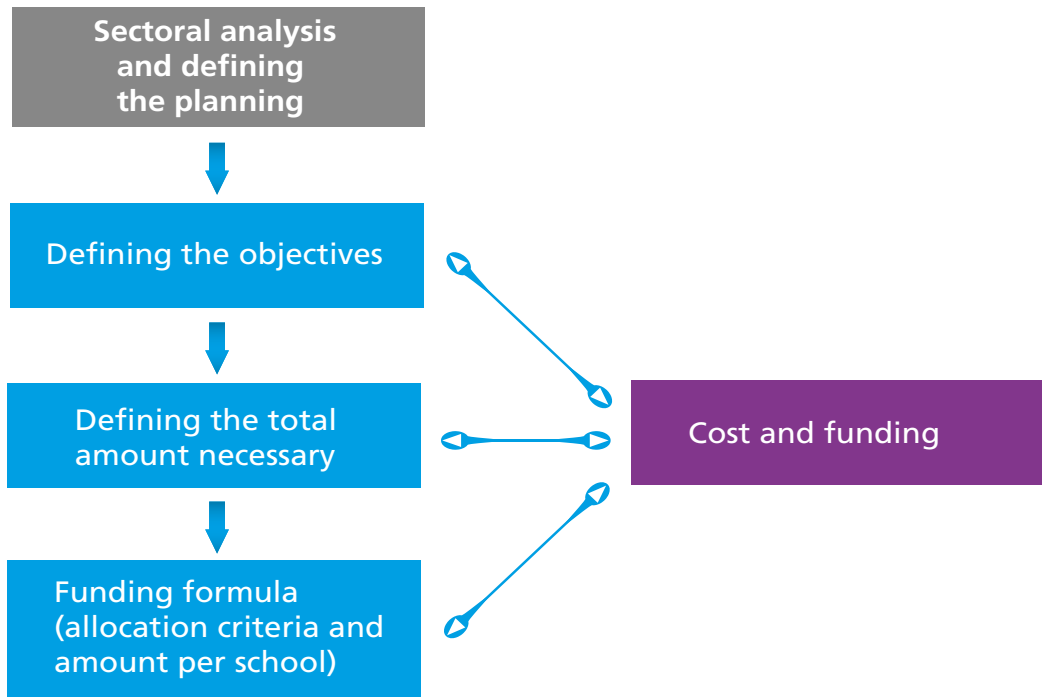 Sectoral analysis
and defining
the planning
Defining the objectives
Defining the total
amount necessary
Cost and funding
Funding formula
(allocation criteria and
amount per school)